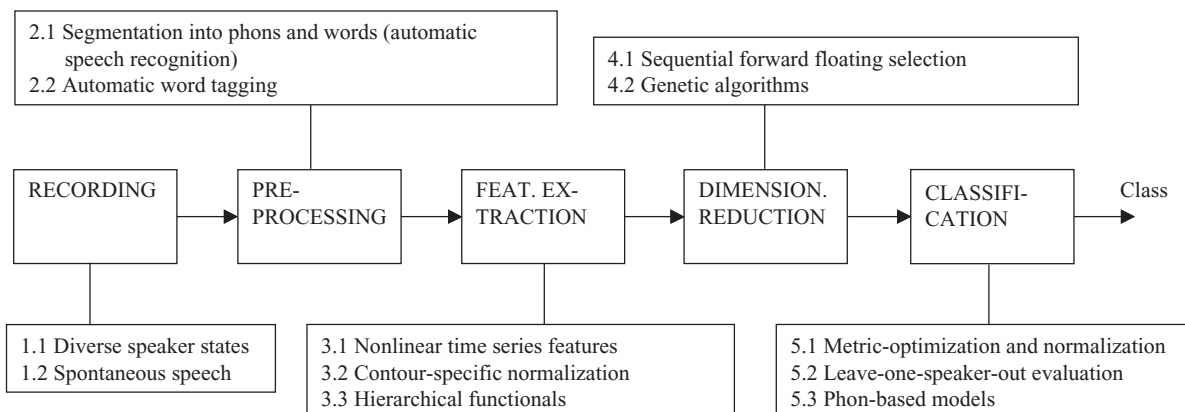 2.1 Segmentation into phons and words (automatic
speech recognition)
2.2 Automatic word tagging
4.1 Sequential forward floating selection
4.2 Genetic algorithms
RECORDING
PRE-
PROCESSING
FEAT. EX-
TRACTION
DIMENSION.
REDUCTION
CLASSIFI-
CATION
Class
1.1 Diverse speaker states
1.2 Spontaneous speech
3.1 Nonlinear time series features
3.2 Contour-specific normalization
3.3 Hierarchical functionals
5.1 Metric-optimization and normalization
5.2 Leave-one-speaker-out evaluation
5.3 Phon-based models